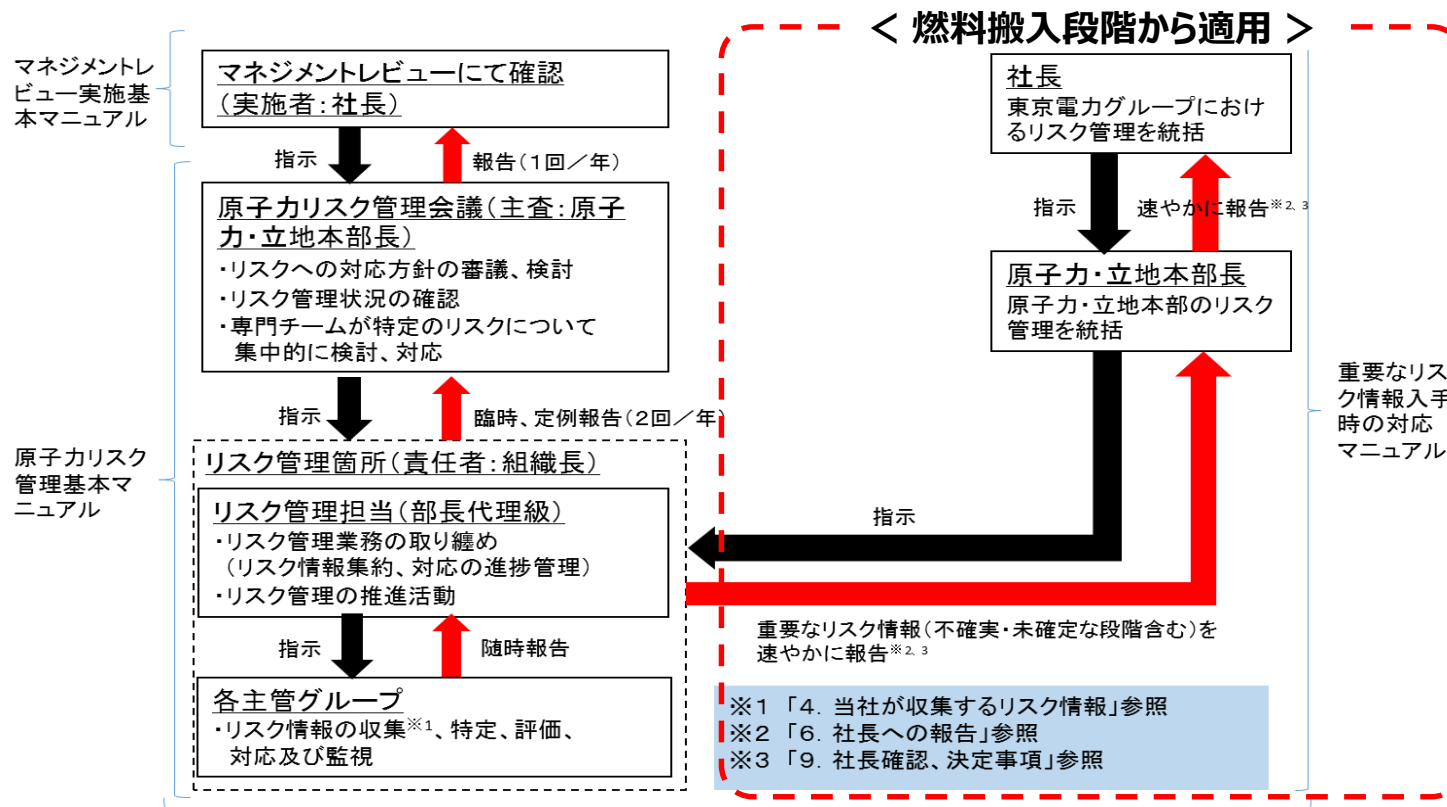 ＜ 燃料搬入段階から適用 ＞
マネジメントレ
ビュー実施基
本マニュアル
マネジメントレビューにて確認
（実施者：社長）
指示
報告（１回／年）
原子力リスク管理会議（主査：原子
力・立地本部長）
・リスクへの対応方針の審議、検討
・リスク管理状況の確認
・専門チームが特定のリスクについて
集中的に検討、対応
指示
臨時、定例報告（２回／年）
原子力リスク
管理基本マ
ニュアル
リスク管理箇所（責任者：組織長）
リスク管理担当（部長代理級）
・リスク管理業務の取り纏め
（リスク情報集約、対応の進捗管理）
・リスク管理の推進活動
指示
随時報告
各主管グループ
・リスク情報の収集※1、特定、評価、
対応及び監視
社長
東京電力グループにおけ
るリスク管理を統括
指示
速やかに報告※2, 3
原子力・立地本部長
原子力・立地本部のリスク
管理を統括
指示
重要なリスク情報（不確実・未確定な段階含む）を
速やかに報告※2, 3
重要なリス
ク情報入手
時の対応
マニュアル
※１ 「４．当社が収集するリスク情報」参照
※２ 「６．社長への報告」参照
※３ 「９．社長確認、決定事項」参照